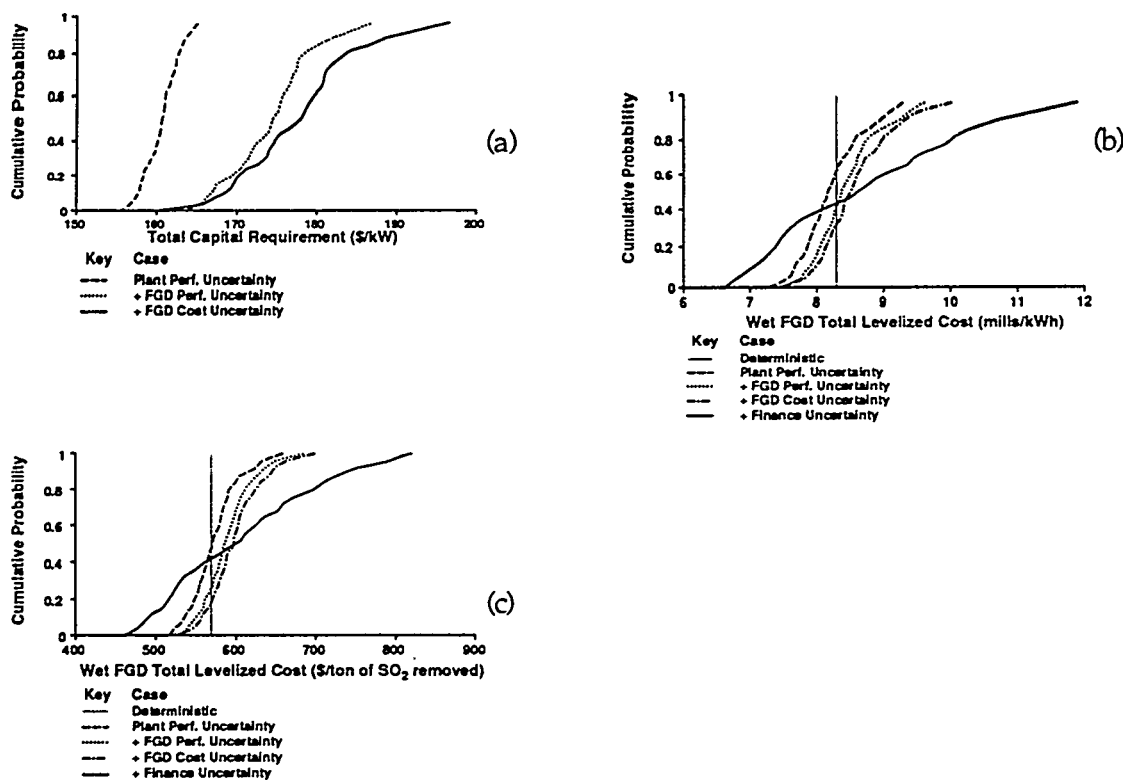 Cumulative Probability
1
0.8
0.6
0.4
0.2
0
150 160 170 180 190 200
Total Capital Requirement ($/kW)
(a)
Key Case
Plant Perf. Uncertainty
+ FGD Perf. Uncertainty
+ FGD Cost Uncertainty
Cumulative Probability
1
0.8
0.6
0.4
0.2
0
6 7 8 9 10 11 12
Wet FGD Total Levelized Cost (mills/kWh)
(b)
Key Case
Deterministic
Plant Perf. Uncertainty
+ FGD Perf. Uncertainty
+ FGD Cost Uncertainty
+ Finance Uncertainty
Cumulative Probability
1
0.8
0.6
0.4
0.2
0
400 500 600 700 800 900
Wet FGD Total Levelized Cost ($/ton of SO₂ removed)
(c)
Key Case
Deterministic
Plant Perf. Uncertainty
+ FGD Perf. Uncertainty
+ FGD Cost Uncertainty
+ Finance Uncertainty